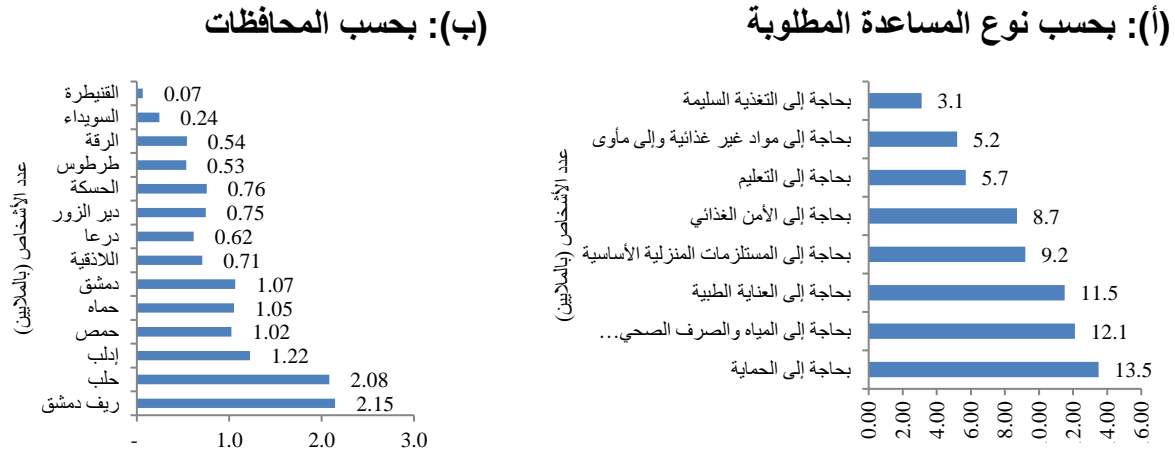 (أ): بحسب نوع المساعدة المطلوبة
عدد الأشخاص (بالملايين)
بحاجة إلى التغذية السليمة 3.1
بحاجة إلى مواد غير غذائية وإلى مأوى 5.2
بحاجة إلى التعليم 5.7
بحاجة إلى الأمن الغذائي 8.7
بحاجة إلى المستلزمات المنزلية الأساسية 9.2
بحاجة إلى العناية الطبية 11.5
بحاجة إلى المياه والصرف الصحي... 12.1
بحاجة إلى الحماية 13.5
0.00 2.00 4.00 6.00 8.00 0.00 2.00 4.00 6.00
(ب): بحسب المحافظات
عدد الأشخاص (بالملايين)
القنيطرة 0.07
السويداء 0.24
الرقة 0.54
طرطوس 0.53
الحسكة 0.76
دير الزور 0.75
درعا 0.62
اللاذقية 0.71
دمشق 1.07
حماه 1.05
حمص 1.02
إدلب 1.22
حلب 2.08
ريف دمشق 2.15
- 1.0 2.0 3.0